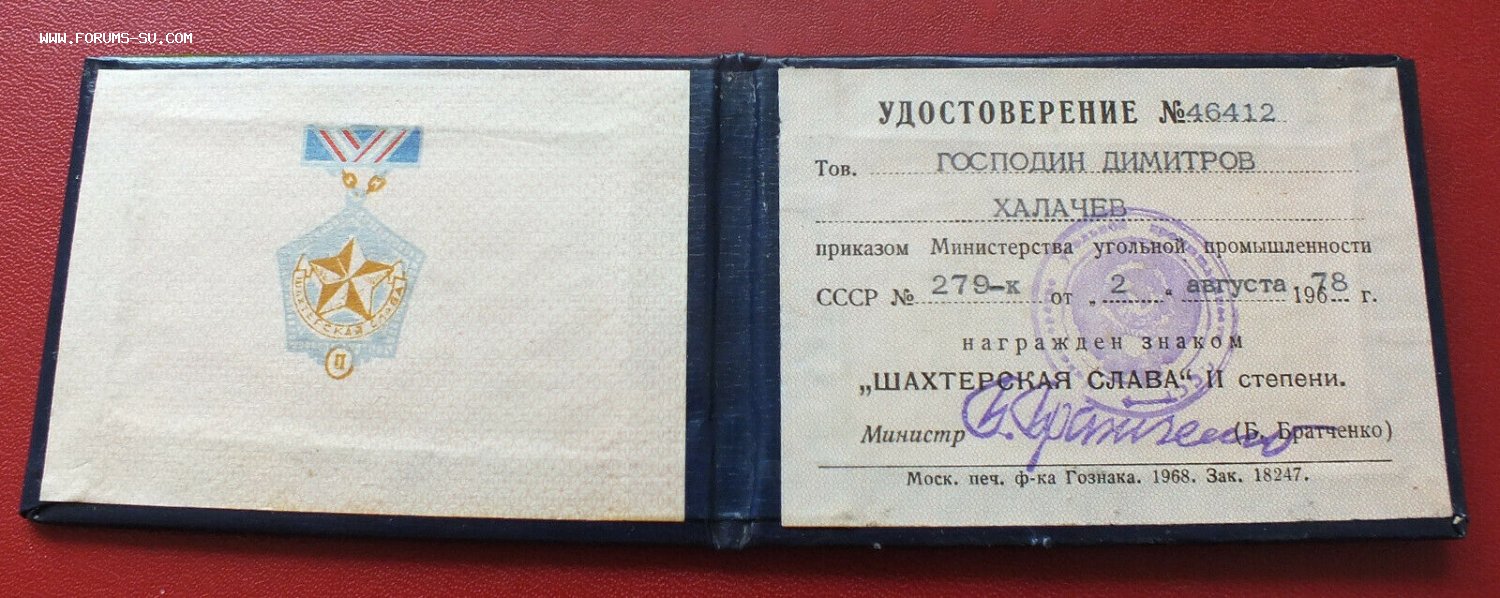 WWW.FORUMS-SU.COM
ШАХТЕРСКАЯ СЛАВА
II
УДОСТОВЕРЕНИЕ №46412
Тов. ГОСПОДИН ДИМИТРОВ
ХАЛАЧЕВ
приказом Министерства угольной промышленности
СССР № 279-к от „ 2 “ августа 196 78 г.
награжден знаком
„ШАХТЕРСКАЯ СЛАВА“ II степени.
Министр Б. Братченко (Б. Братченко)
Моск. печ. ф-ка Гознака. 1968. Зак. 18247.